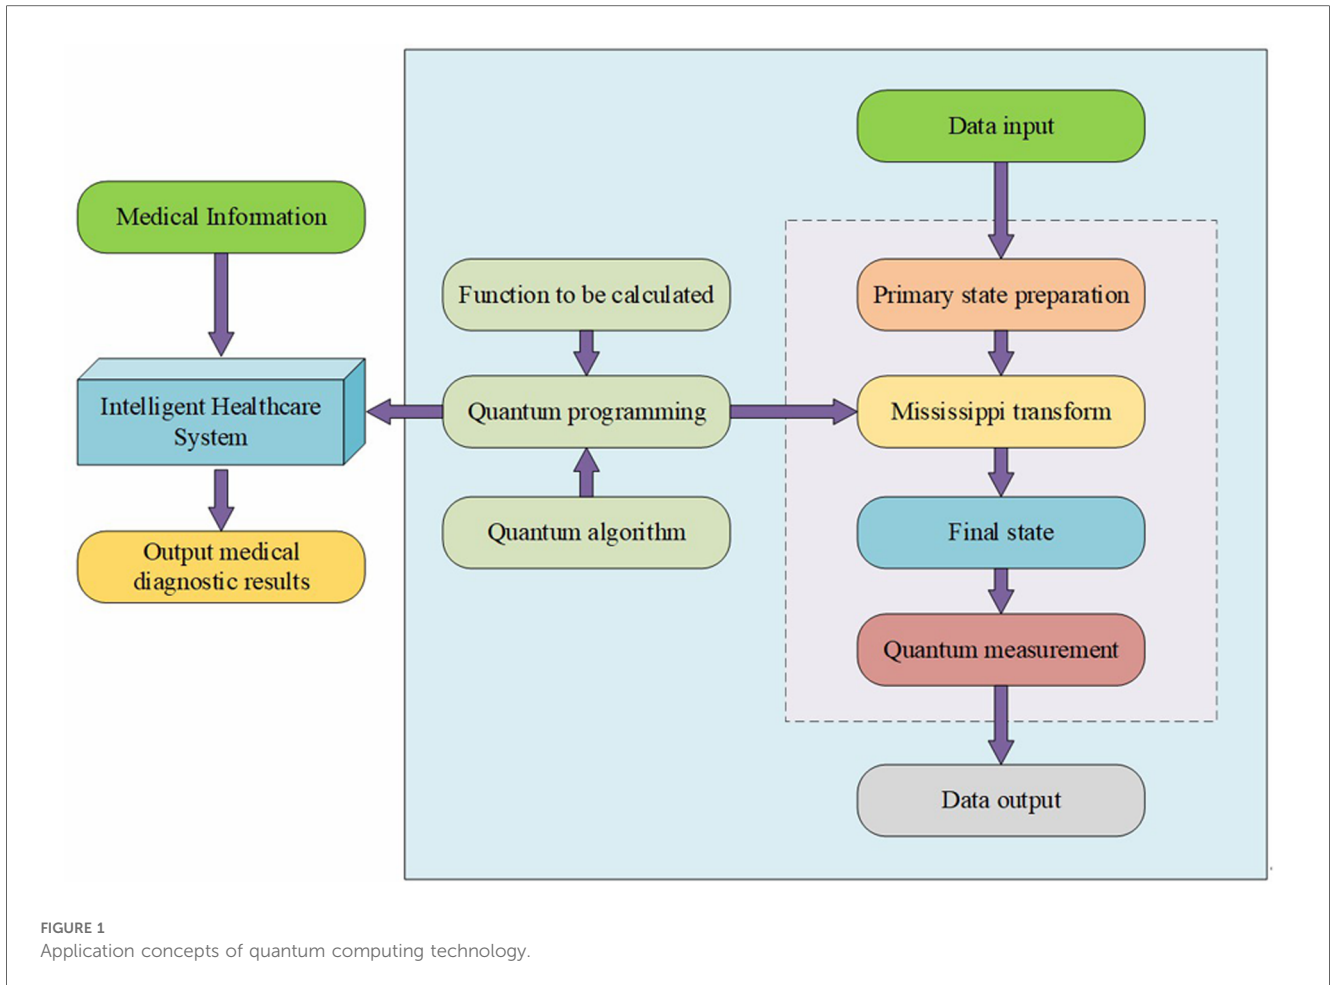 Data input
Medical Information
Function to be calculated
Primary state preparation
Intelligent Healthcare
System
Quantum programming
Mississippi transform
Output medical
diagnostic results
Quantum algorithm
Final state
Quantum measurement
Data output
FIGURE 1
Application concepts of quantum computing technology.